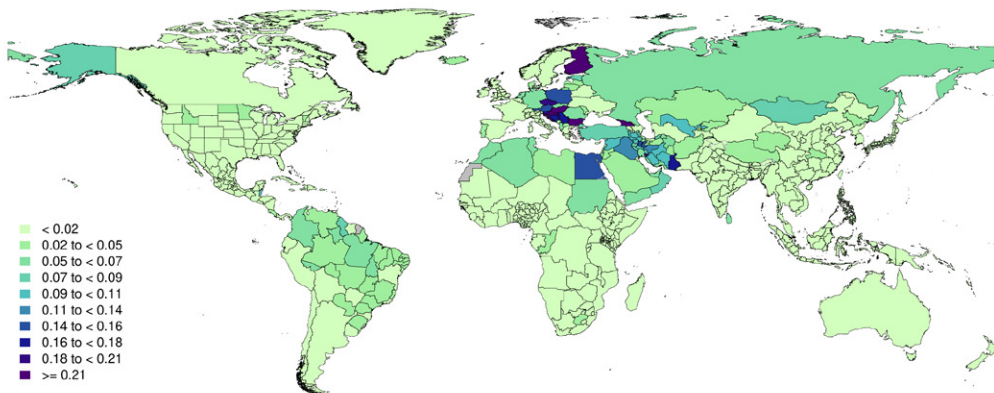 < 0.02
0.02 to < 0.05
0.05 to < 0.07
0.07 to < 0.09
0.09 to < 0.11
0.11 to < 0.14
0.14 to < 0.16
0.16 to < 0.18
0.18 to < 0.21
>= 0.21